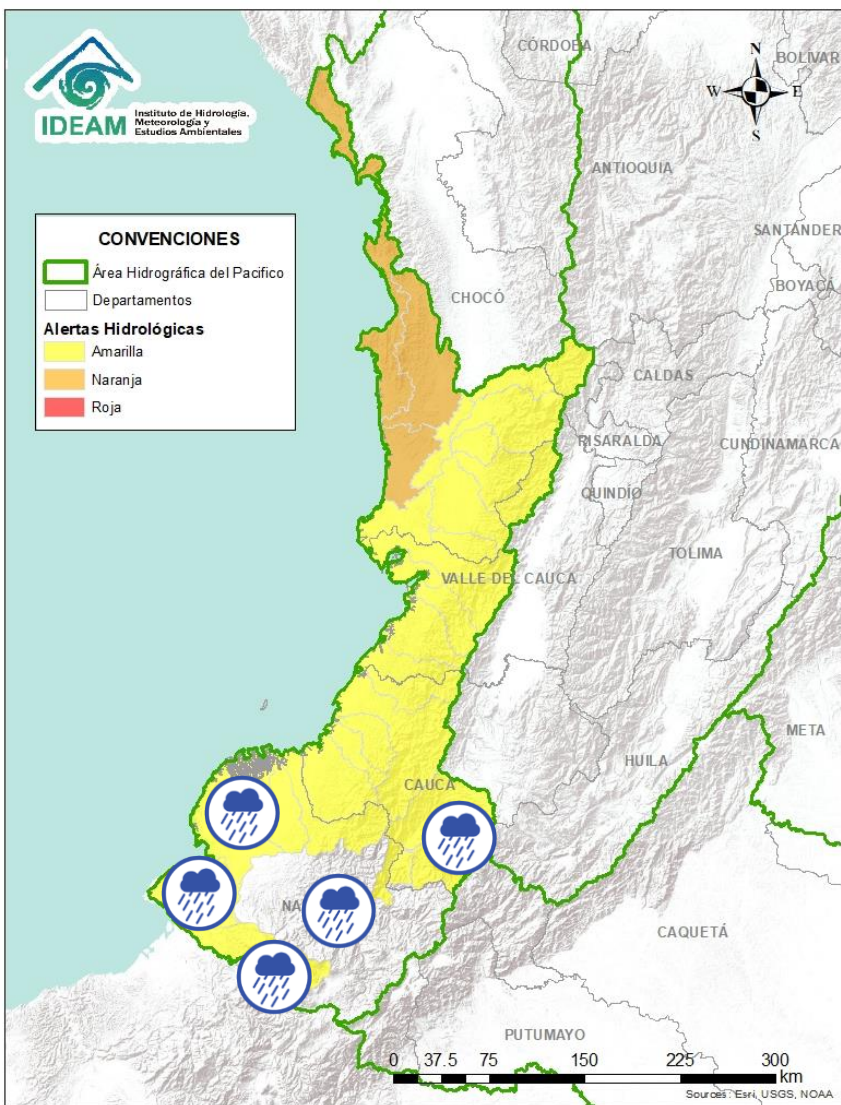 IDEAM
Instituto de Hidrología,
Meteorología y
Estudios Ambientales
N
W E
S
CÓRDOBA
BOLIVAR
ANTIOQUIA
SANTANDER
BOYACÁ
CHOCÓ
CONVENCIONES
Área Hidrográfica del Pacifico
Departamentos
Alertas Hidrológicas
Amarilla
Naranja
Roja
CALDAS
RISARALDA
CUNDINAMARCA
QUINDÍO
TOLIMA
VALLE DEL CAUCA
META
HUILA
CAUCA
NA
CAQUETÁ
PUTUMAYO
0 37.5 75 150 225 300
km
Sources: Esri, USGS, NOAA